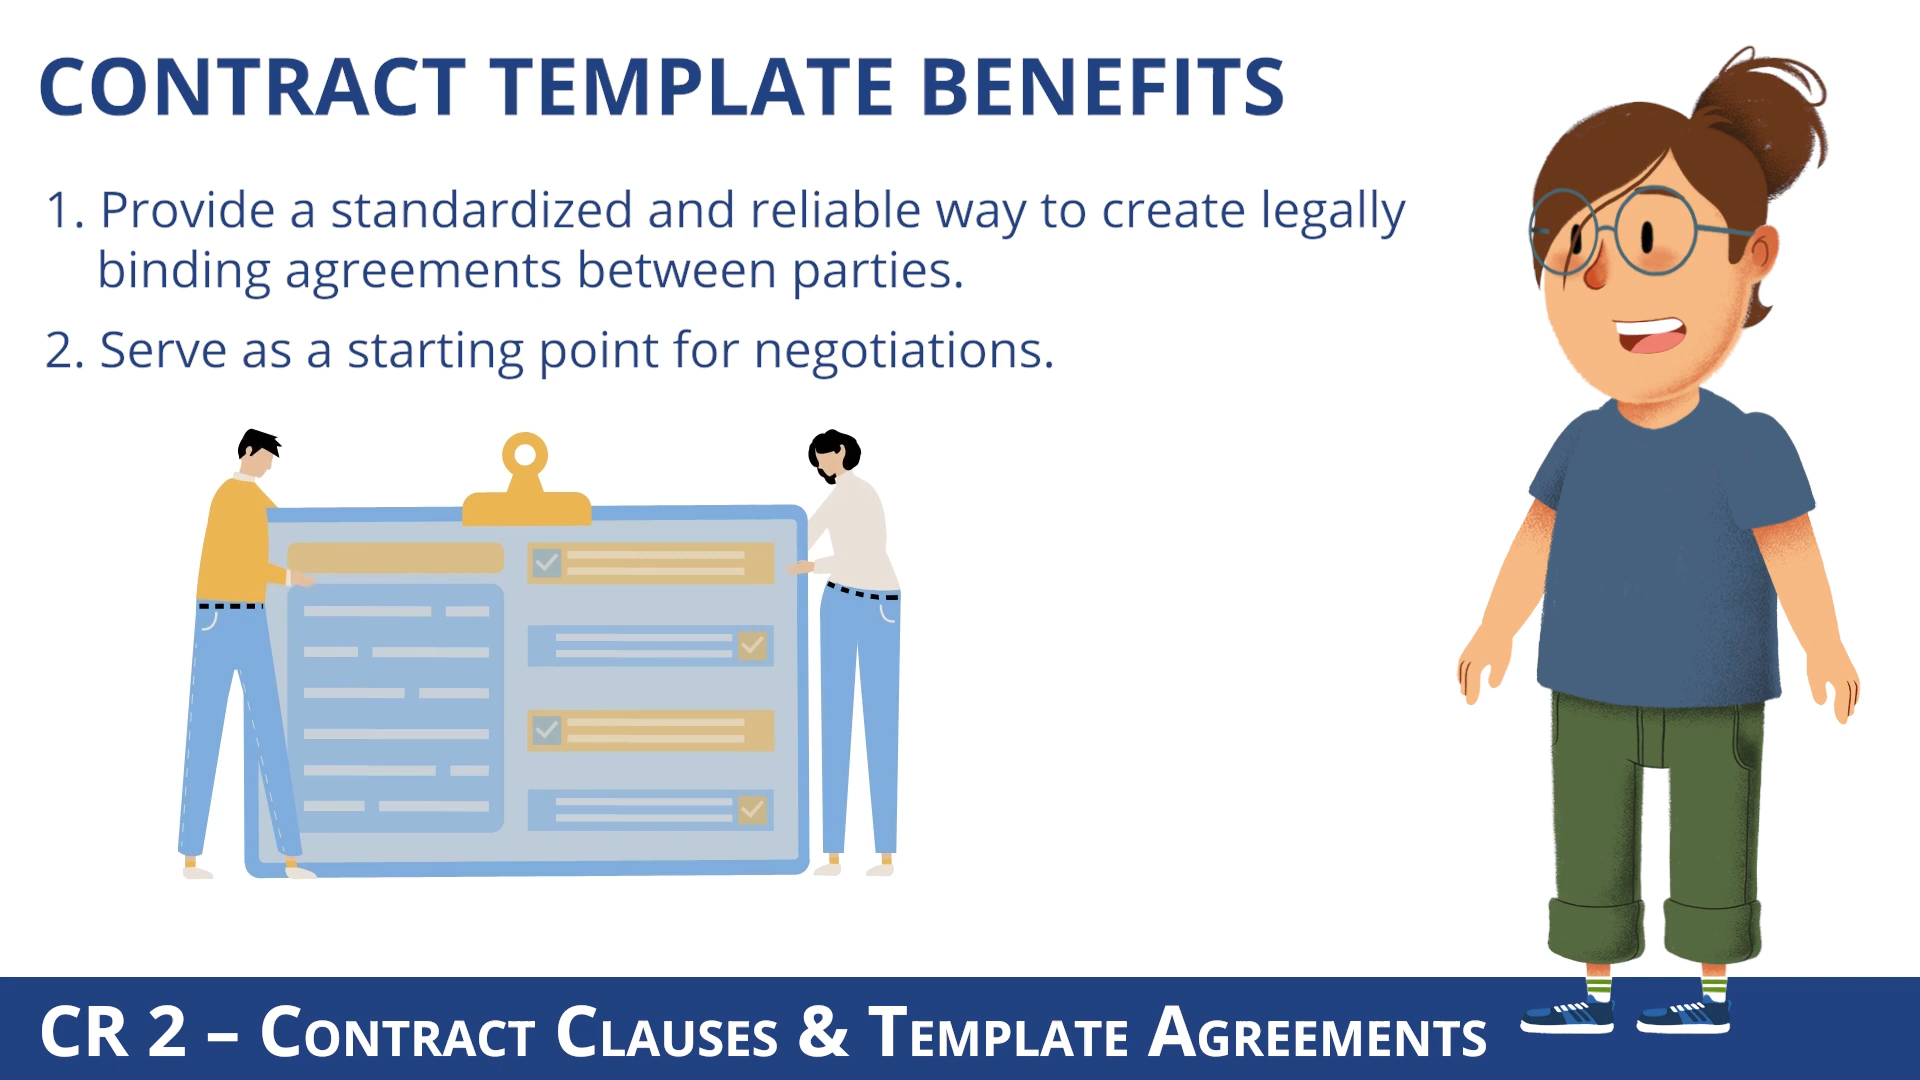 CONTRACT TEMPLATE BENEFITS
1. Provide a standardized and reliable way to create legally
binding agreements between parties.
2. Serve as a starting point for negotiations.
CR 2 – Contract Clauses & Template Agreements